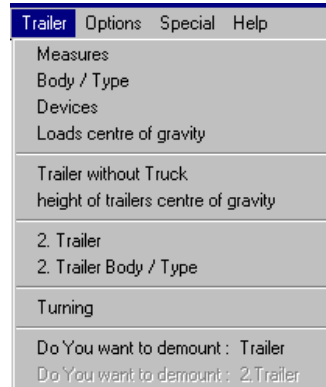 Trailer Options Special Help
Measures
Body / Type
Devices
Loads centre of gravity
Trailer without Truck
height of trailers centre of gravity
2. Trailer
2. Trailer Body / Type
Turning
Do You want to demount : Trailer
Do You want to demount : 2.Trailer